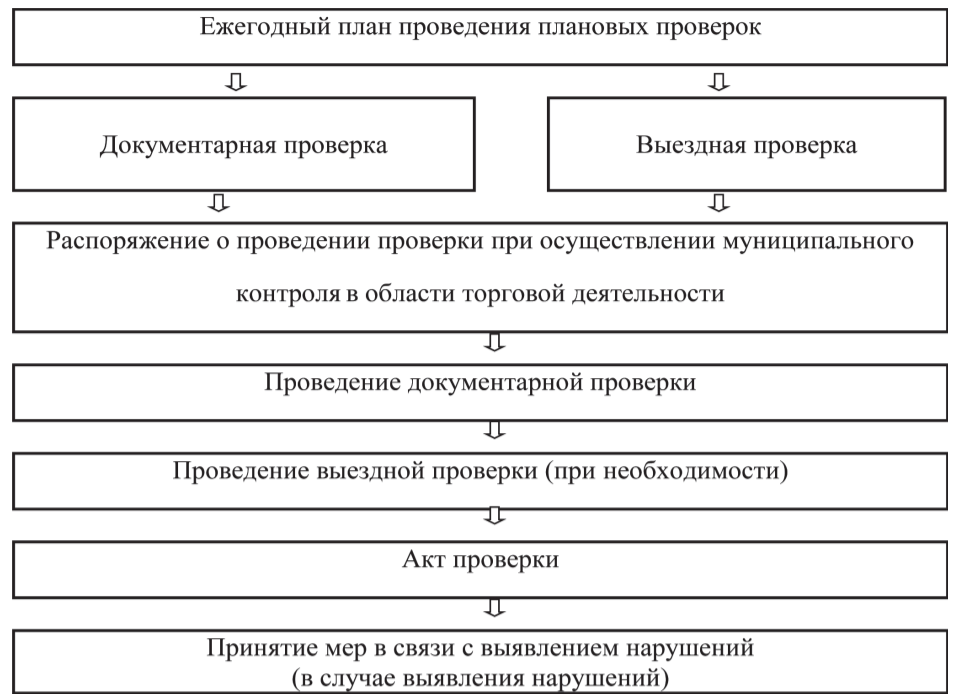 Ежегодный план проведения плановых проверок
Документарная проверка
Выездная проверка
Распоряжение о проведении проверки при осуществлении муниципального
контроля в области торговой деятельности
Проведение документарной проверки
Проведение выездной проверки (при необходимости)
Акт проверки
Принятие мер в связи с выявлением нарушений
(в случае выявления нарушений)